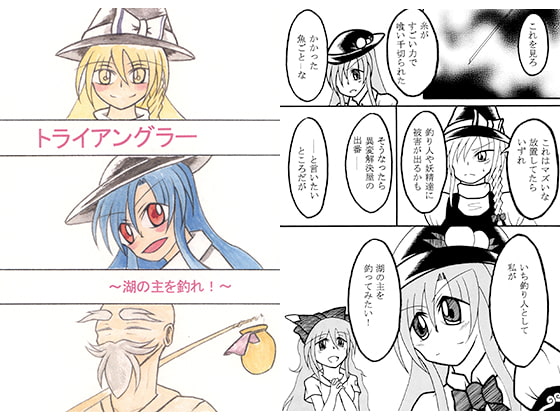 トライアングラー
～湖の主を釣れ！～
これを見ろ
糸が
すごい力で
喰い千切られた
かかった
魚ごと―な
これはマズいな
放置してたら
いずれ
釣り人や妖精達に
被害が出るかも
そうなったら
異変解決屋の
出番―
―と言いたい
ところだが
いち釣り人として
私が
湖の主を
釣ってみたい！